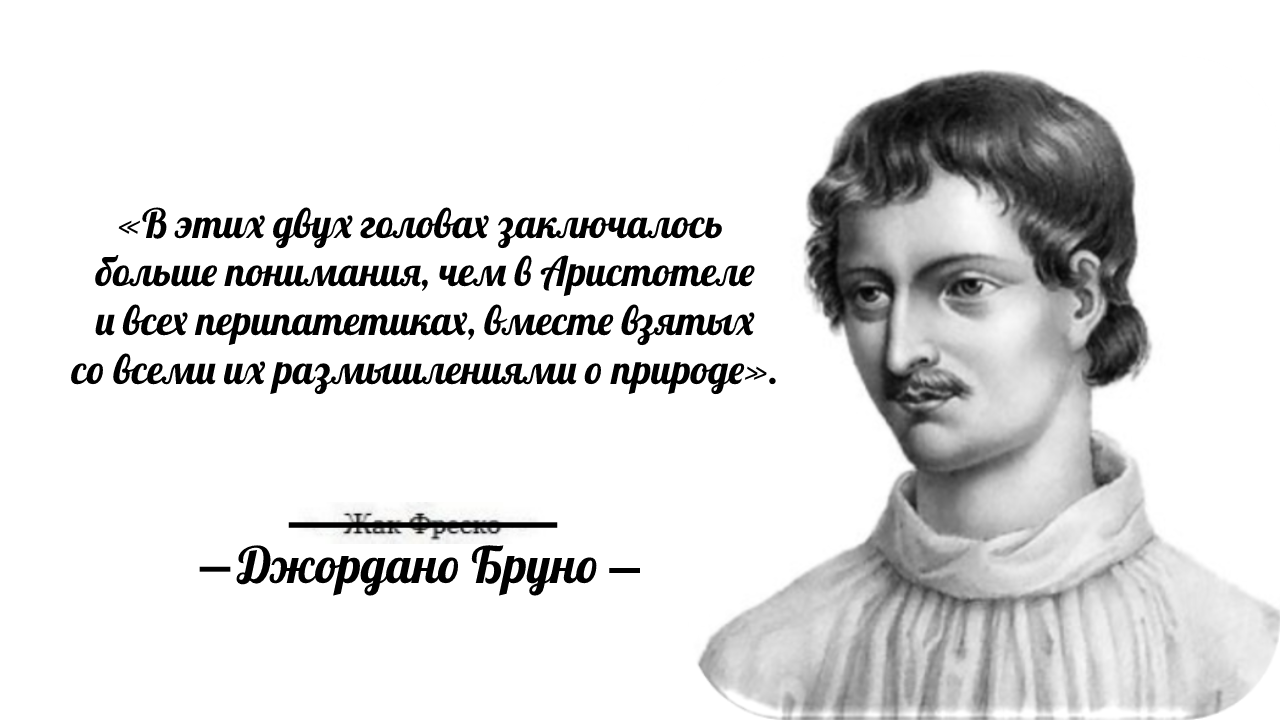 «В этих двух головах заключалось
больше понимания, чем в Аристотеле
и всех перипатетиках, вместе взятых
со всеми их размышлениями о природе».
Жак Фреско
— Джордано Бруно —